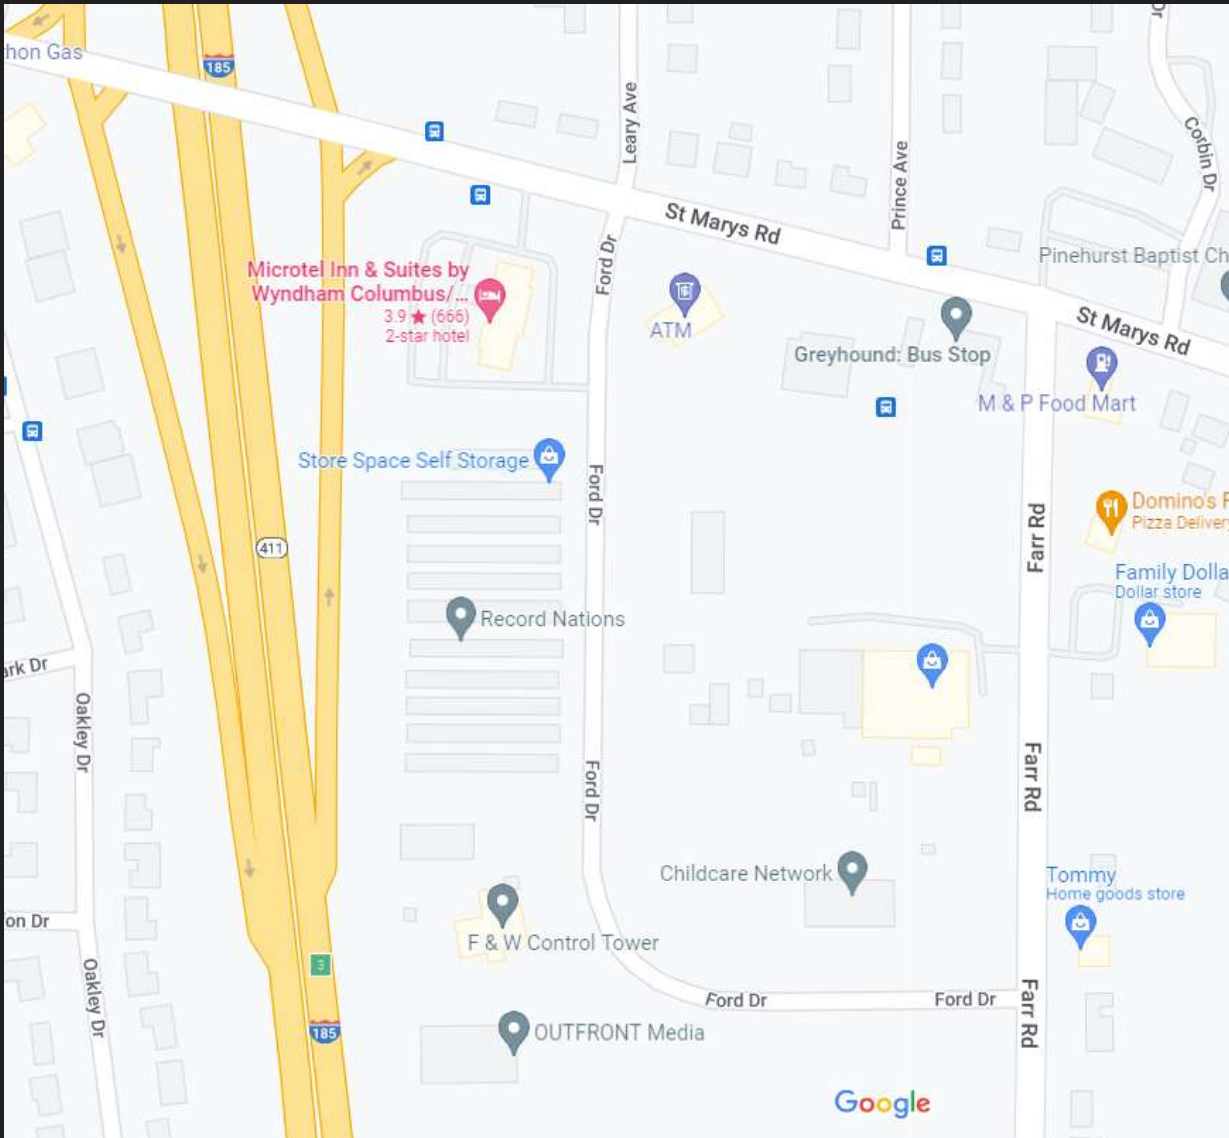 hon Gas
185
Leary Ave
Prince Ave
Corbin Dr
Dr
St Marys Rd
Pinehurst Baptist Ch
Ford Dr
Microtel Inn & Suites by
Wyndham Columbus/...
3.9 ★ (666)
2-star hotel
ATM
St Marys Rd
Greyhound: Bus Stop
M & P Food Mart
Store Space Self Storage
Ford Dr
Domino's P
Pizza Delivery
Farr Rd
411
Family Dolla
Dollar store
Record Nations
ark Dr
Oakley Dr
Ford Dr
Farr Rd
Childcare Network
Tommy
Home goods store
on Dr
F & W Control Tower
Oakley Dr
Ford Dr
Ford Dr
Farr Rd
185
OUTFRONT Media
Google